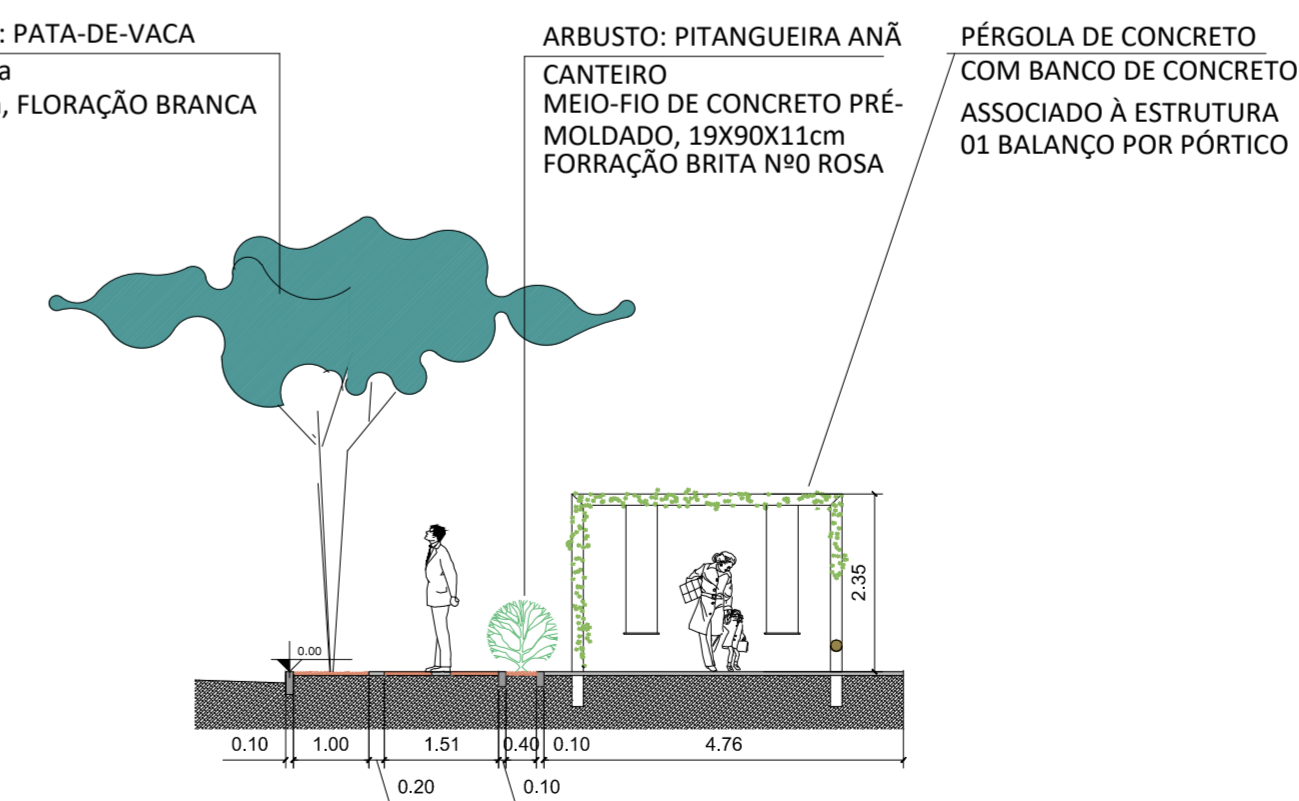 : PATA-DE-VACA
a
, FLORAÇÃO BRANCA
ARBUSTO: PITANGUEIRA ANÃ
CANTEIRO
MEIO-FIO DE CONCRETO PRÉ-
MOLDADO, 19X90X11cm
FORRAÇÃO BRITA Nº0 ROSA
PÉRGOLA DE CONCRETO
COM BANCO DE CONCRETO
ASSOCIADO À ESTRUTURA
01 BALANÇO POR PÓRTICO
2.35
0.00
0.10 1.00 1.51 0.40 0.10 4.76
0.20 0.10